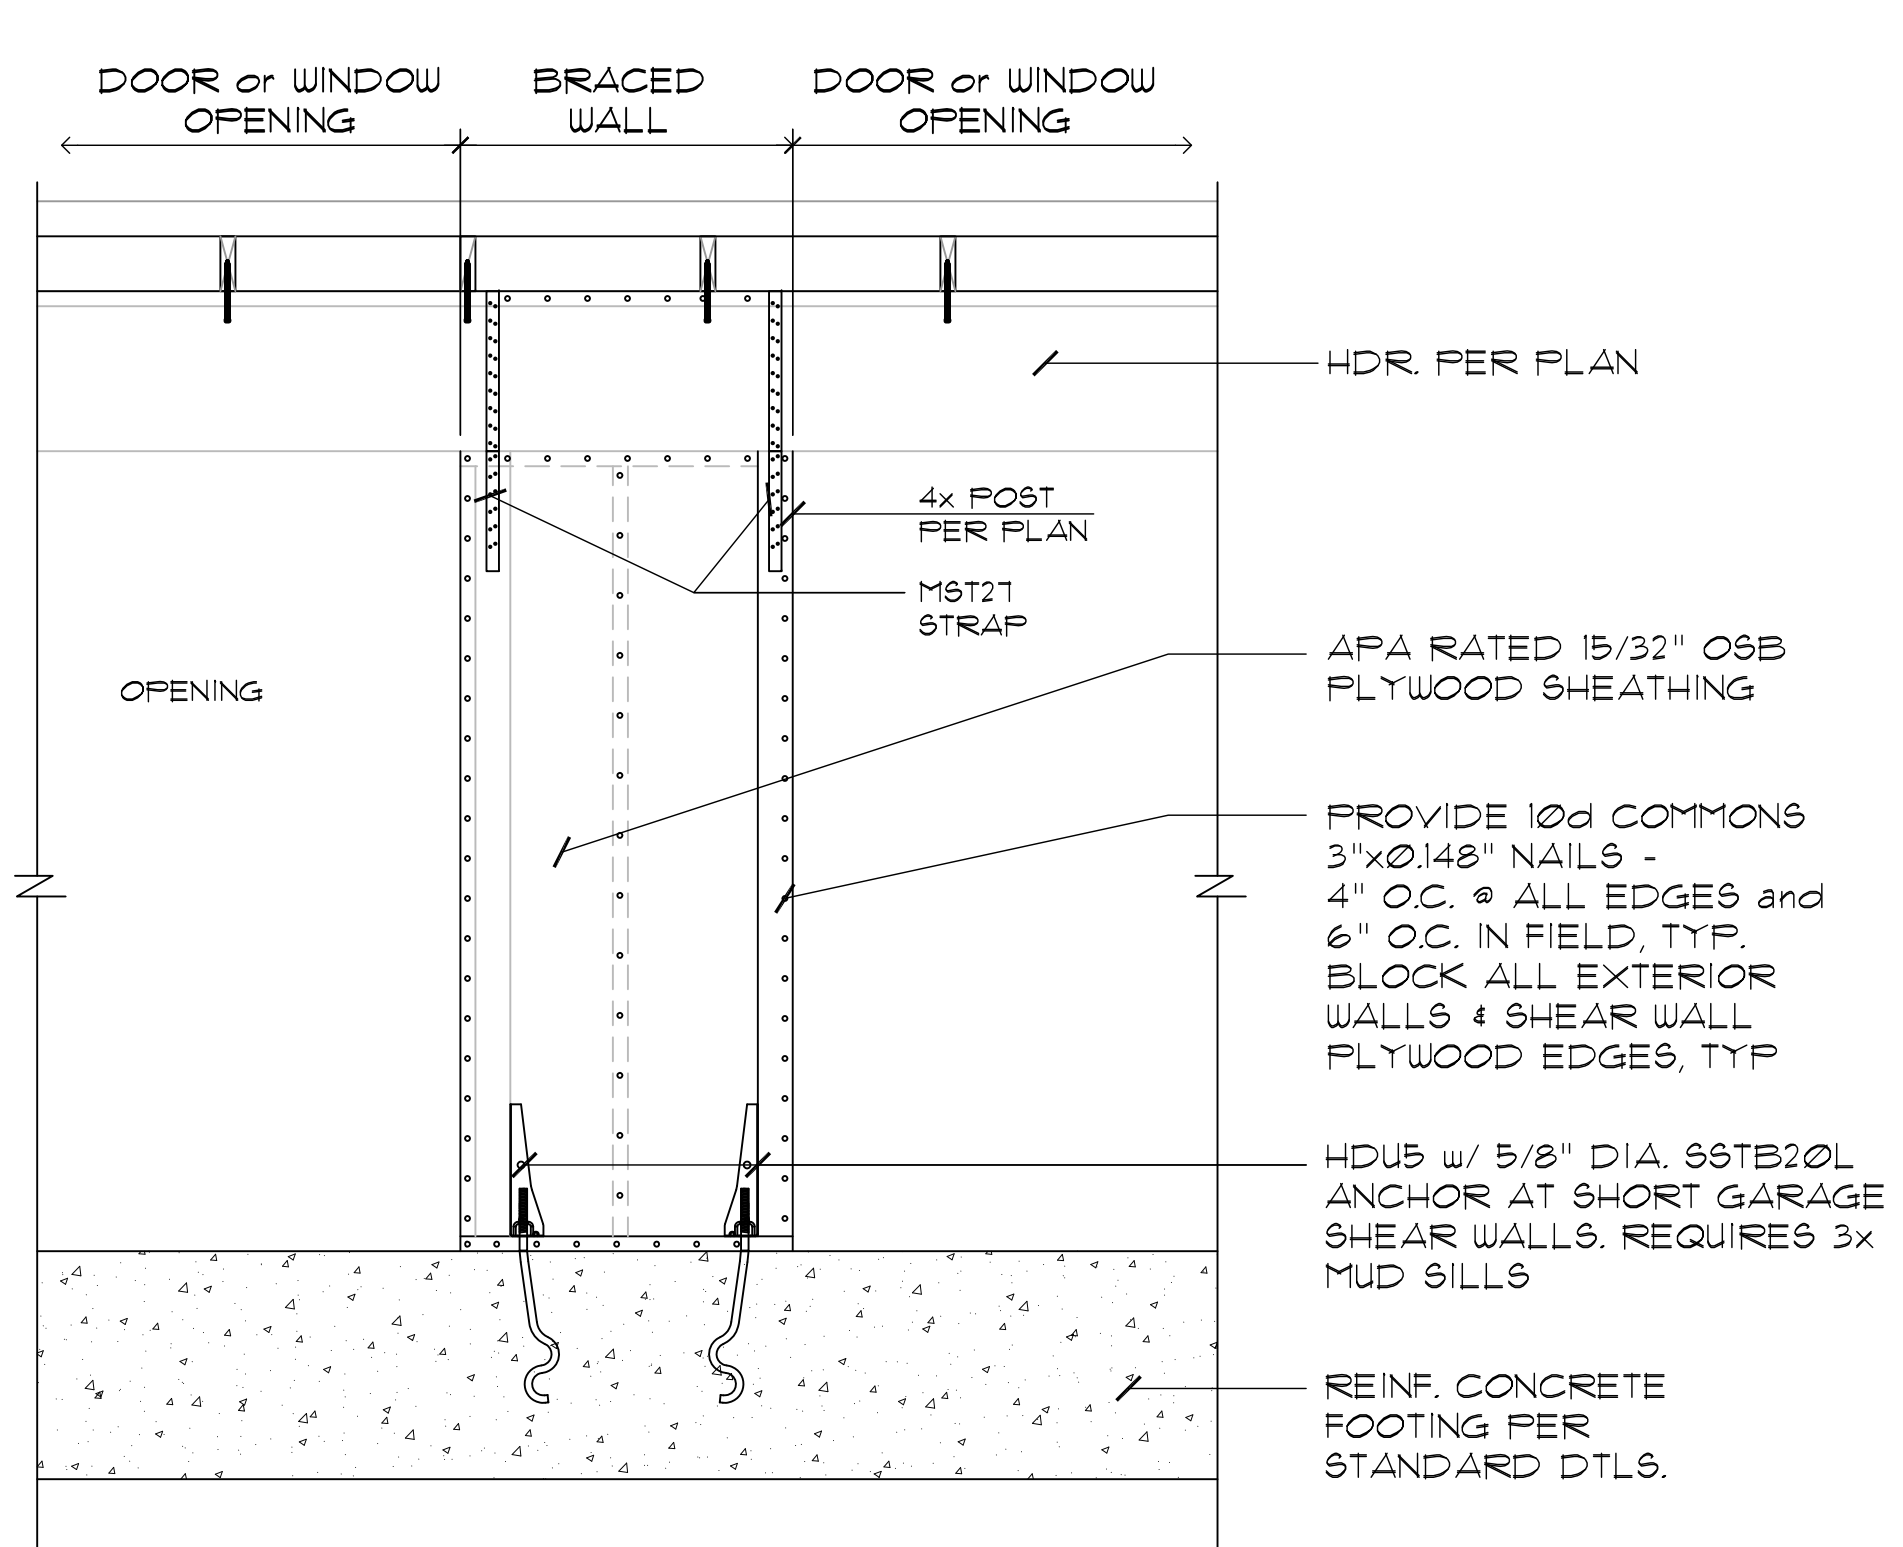 DOOR or WINDOW
OPENING
BRACED
WALL
DOOR or WINDOW
OPENING
HDR. PER PLAN
4x POST
PER PLAN
MST27
STRAP
OPENING
APA RATED 15/32" OSB
PLYWOOD SHEATHING
PROVIDE 10d COMMONS
3"x0.148" NAILS -
4" O.C. @ ALL EDGES and
6" O.C. IN FIELD, TYP.
BLOCK ALL EXTERIOR
WALLS & SHEAR WALL
PLYWOOD EDGES, TYP
HDU5 w/ 5/8" DIA. SSTB20L
ANCHOR AT SHORT GARAGE
SHEAR WALLS. REQUIRES 3x
MUD SILLS
REINF. CONCRETE
FOOTING PER
STANDARD DTLS.